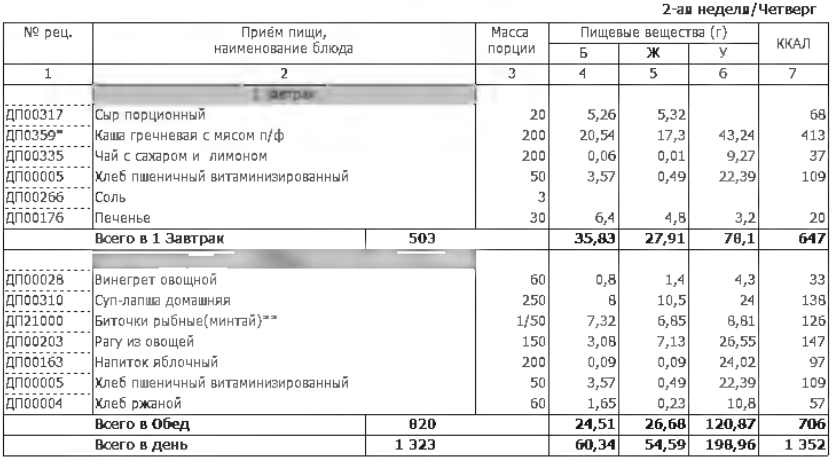 2-ая неделя/Четверг
№ рец. Приём пищи, наименование блюда Масса порции Пищевые вещества (г) ККАЛ
Б Ж У
1 2 3 4 5 6 7
1 Завтрак
ДП00317 Сыр порционный 20 5,26 5,32 68
ДП0359* Каша гречневая с мясом п/ф 200 20,54 17,3 43,24 413
ДП00335 Чай с сахаром и лимоном 200 0,06 0,01 9,27 37
ДП00005 Хлеб пшеничный витаминизированный 50 3,57 0,49 22,39 109
ДП00266 Соль 3
ДП00176 Печенье 30 6,4 4,8 3,2 20
Всего в 1 Завтрак 503 35,83 27,91 78,1 647
ДП00028 Винегрет овощной 60 0,8 1,4 4,3 33
ДП00310 Суп-лапша домашняя 250 8 10,5 24 138
ДП21000 Биточки рыбные(минтай)** 1/50 7,32 6,85 8,81 126
ДП00203 Рагу из овощей 150 3,08 7,13 26,55 147
ДП00163 Напиток яблочный 200 0,09 0,09 24,02 97
ДП00005 Хлеб пшеничный витаминизированный 50 3,57 0,49 22,39 109
ДП00004 Хлеб ржаной 60 1,65 0,23 10,8 57
Всего в Обед 820 24,51 26,68 120,87 706
Всего в день 1 323 60,34 54,59 198,96 1 352